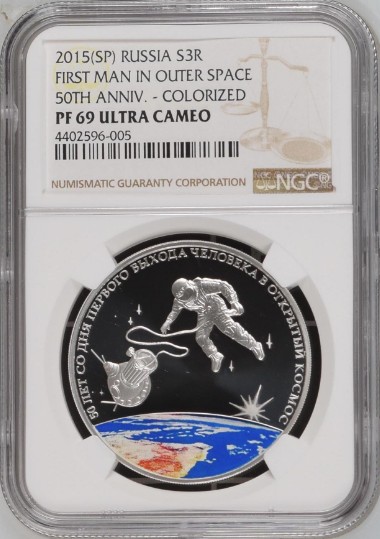 2015(SP) RUSSIA S3R
FIRST MAN IN OUTER SPACE
50TH ANNIV. - COLORIZED
PF 69 ULTRA CAMEO
4402596-005
NUMISMATIC GUARANTY CORPORATION
NGC®
50 ЛЕТ СО ДНЯ ПЕРВОГО ВЫХОДА ЧЕЛОВЕКА В ОТКРЫТЫЙ КОСМОС